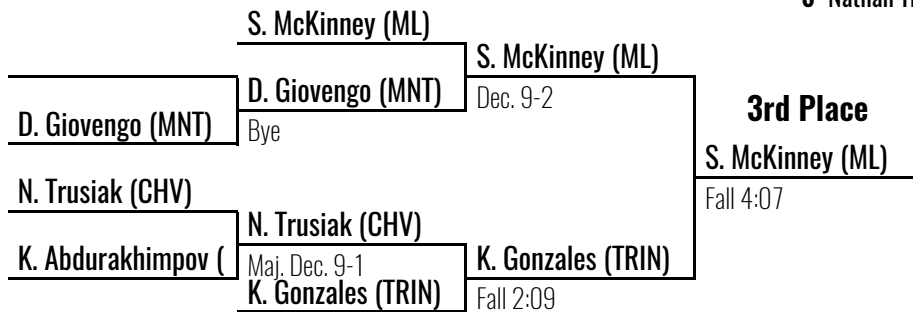 S. McKinney (ML)
S. McKinney (ML)
D. Giovengo (MNT)
Dec. 9-2
3rd Place
D. Giovengo (MNT)
Bye
S. McKinney (ML)
N. Trusiak (CHV)
Fall 4:07
N. Trusiak (CHV)
K. Abdurakhimpov (
Maj. Dec. 9-1
K. Gonzales (TRIN)
K. Gonzales (TRIN)
Fall 2:09